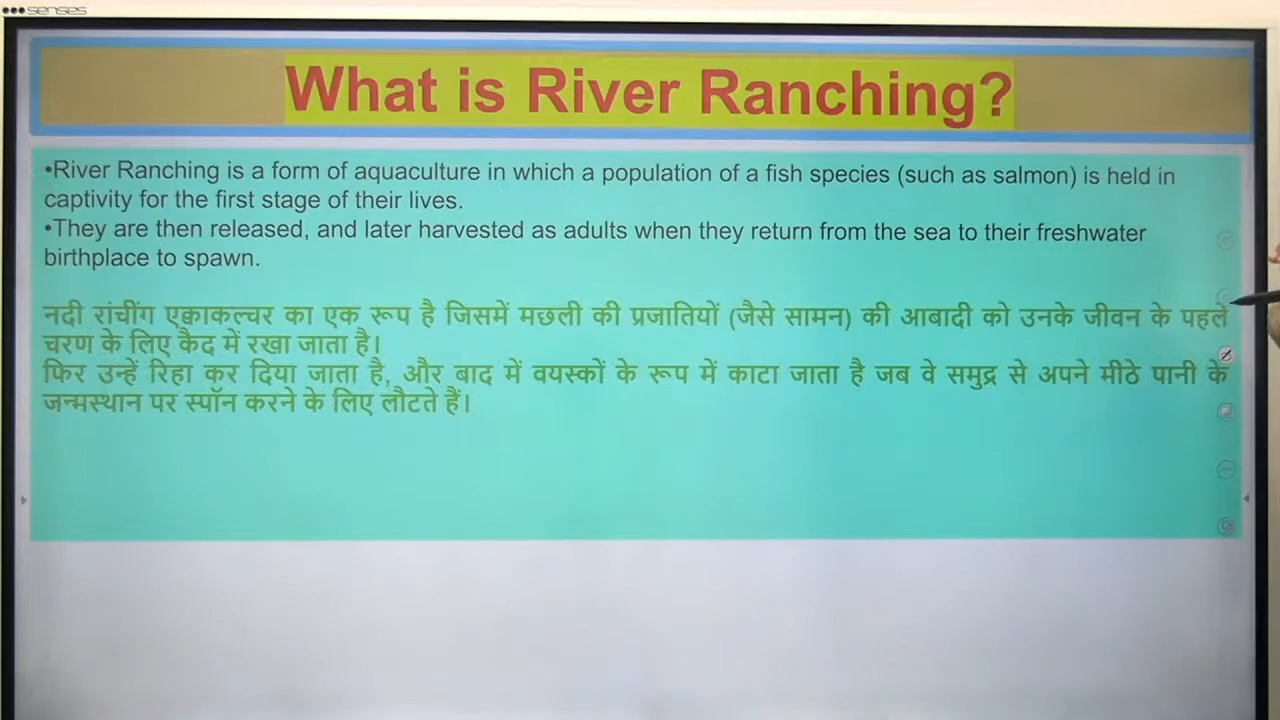 senses
What is River Ranching?
•River Ranching is a form of aquaculture in which a population of a fish species (such as salmon) is held in
captivity for the first stage of their lives.
•They are then released, and later harvested as adults when they return from the sea to their freshwater
birthplace to spawn.
नदी रांचींग एक्वाकल्चर का एक रूप है जिसमें मछली की प्रजातियों (जैसे सामन) की आबादी को उनके जीवन के पहले
चरण के लिए कैद में रखा जाता है।
फिर उन्हें रिहा कर दिया जाता है, और बाद में वयस्कों के रूप में काटा जाता है जब वे समुद्र से अपने मीठे पानी के
जन्मस्थान पर स्पॉन करने के लिए लौटते हैं।